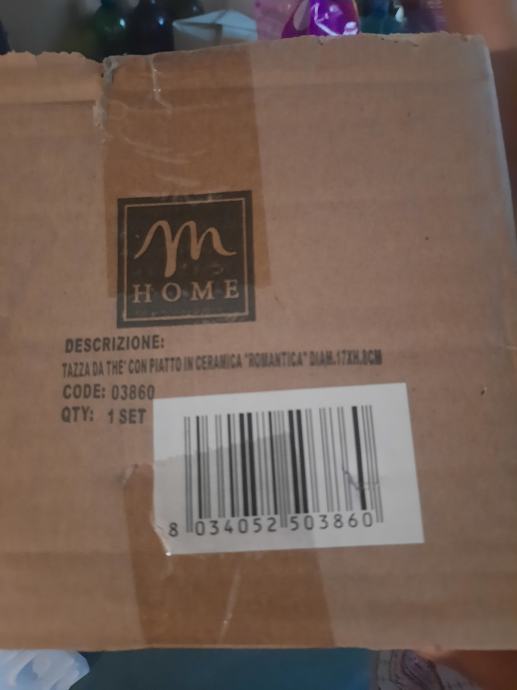 m
HOME
DESCRIZIONE:
TAZZA DA THE' CON PIATTO IN CERAMICA "ROMANTICA" DIAM.17XH.8CM
CODE: 03860
QTY: 1 SET
8 034052 503860